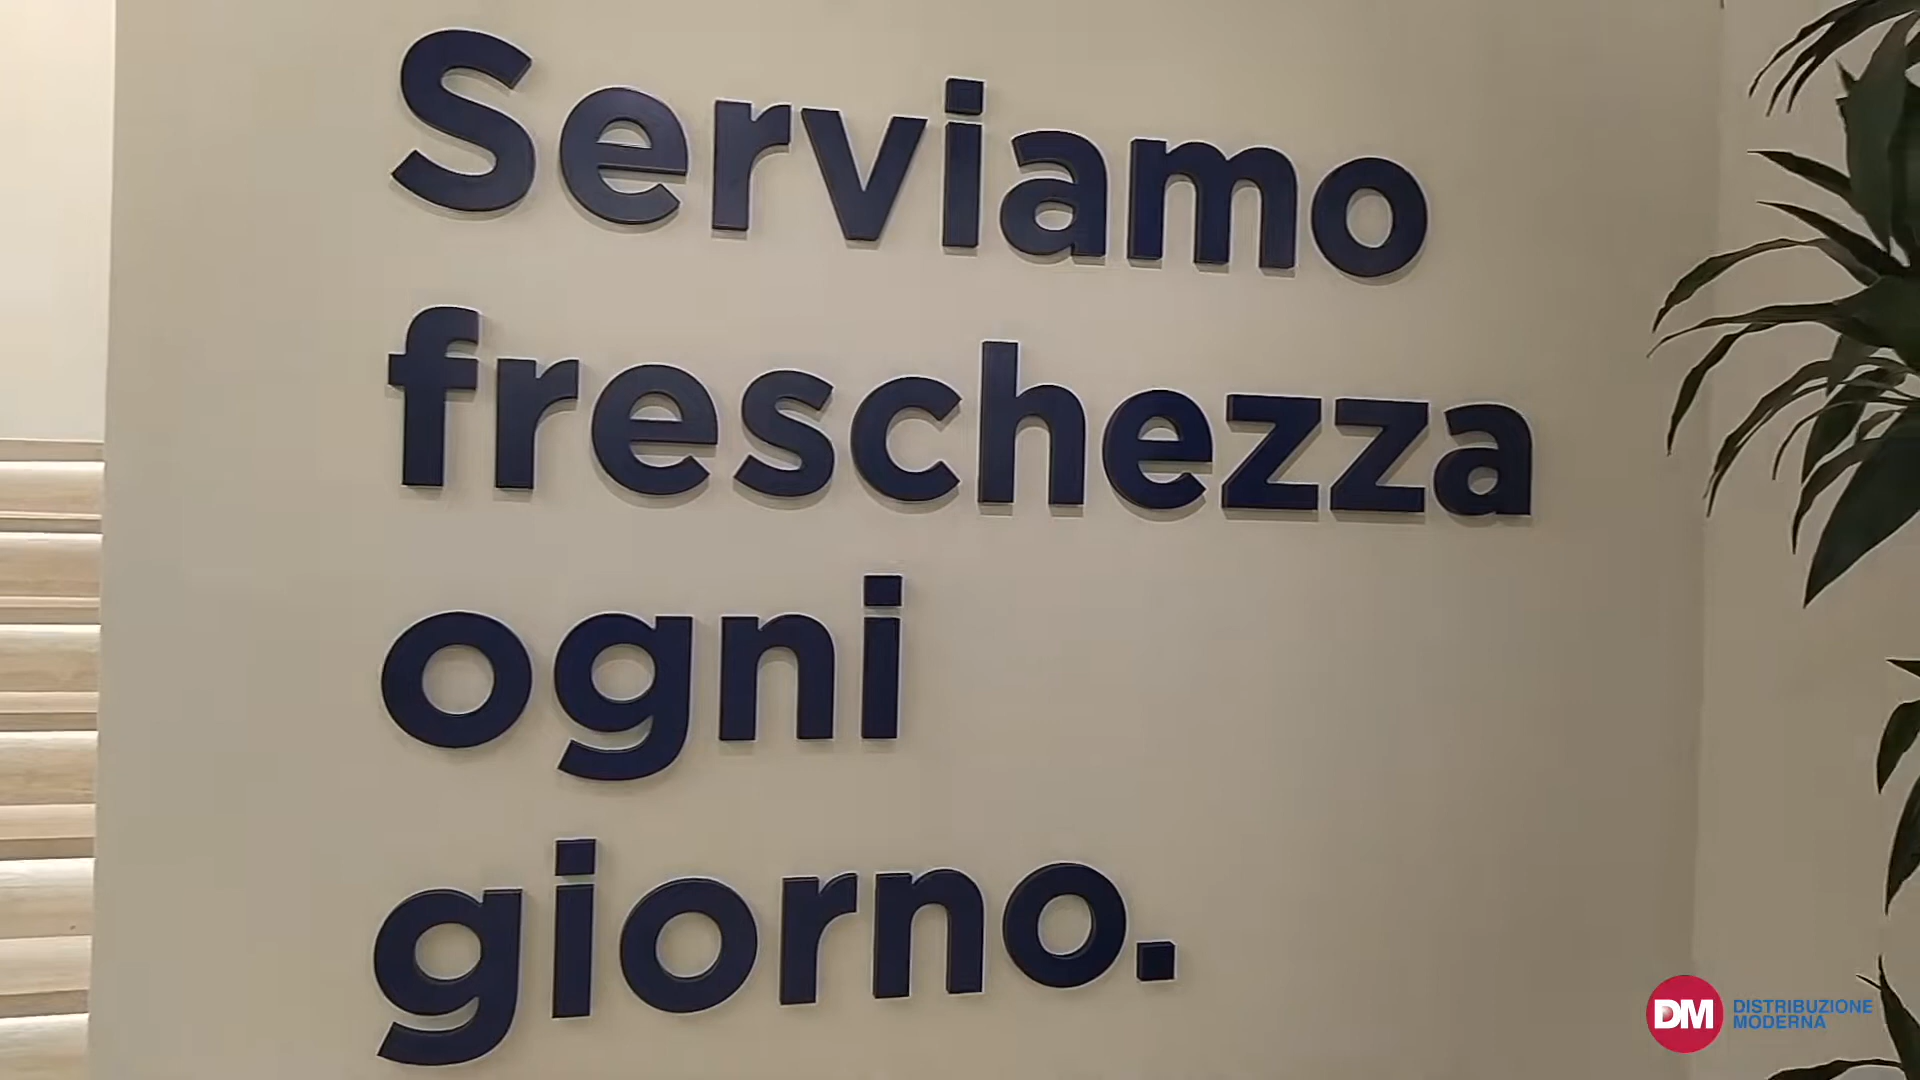 Serviamo
freschezza
ogni
giorno.
DM DISTRIBUZIONE
MODERNA